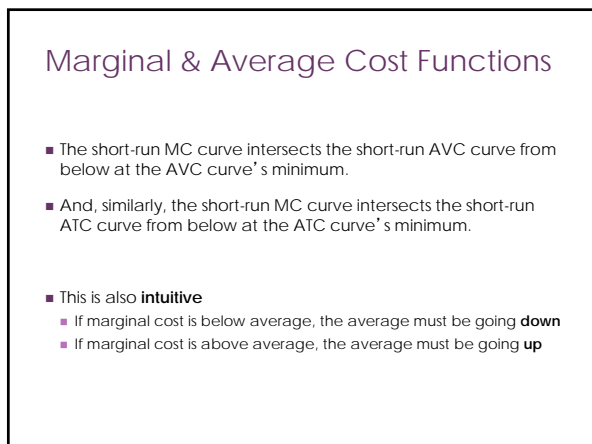 Marginal & Average Cost Functions
■ The short-run MC curve intersects the short-run AVC curve from
below at the AVC curve's minimum.
■ And, similarly, the short-run MC curve intersects the short-run
ATC curve from below at the ATC curve's minimum.
■ This is also intuitive
■ If marginal cost is below average, the average must be going down
■ If marginal cost is above average, the average must be going up